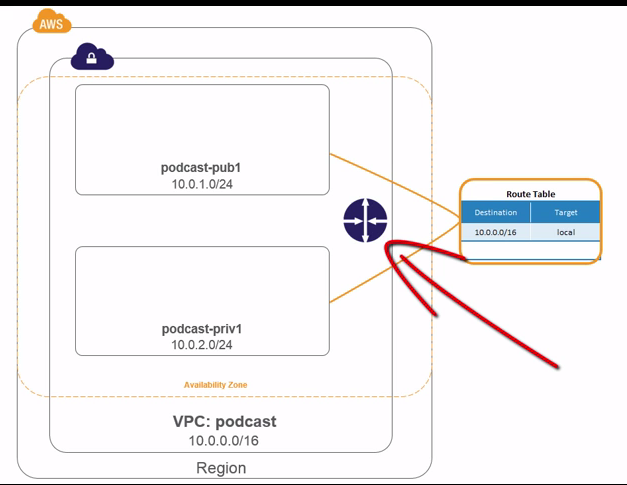 AWS
podcast-pub1
10.0.1.0/24
Route Table
Destination Target
10.0.0.0/16 local
podcast-priv1
10.0.2.0/24
Availability Zone
VPC: podcast
10.0.0.0/16
Region